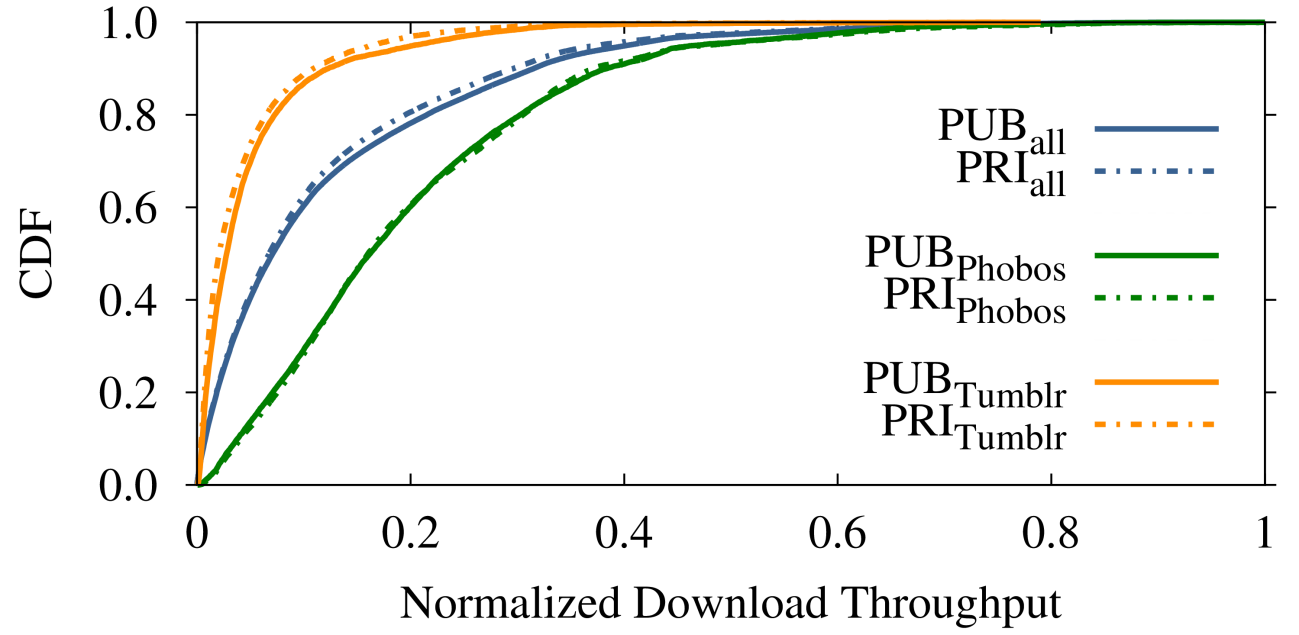 1.0
0.8
0.6
0.4
0.2
0.0
CDF
PUBall
PRIall
PUBPhobos
PRIPhobos
PUBTumblr
PRITumblr
0 0.2 0.4 0.6 0.8 1
Normalized Download Throughput